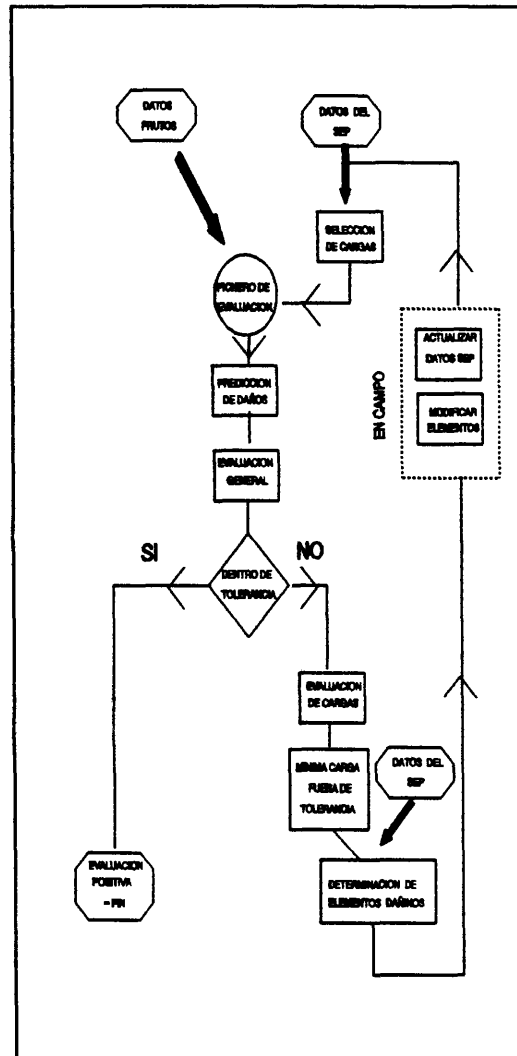 DATOS
FRUTOS
DATOS DEL
SEP
SELECCION
DE CARGAS
FICHERO DE
EVALUACION
ACTUALIZAR
DATOS SEP
MODIFICAR
ELEMENTOS
EN CAMPO
PREDICCION
DE DAÑOS
EVALUACION
GENERAL
SI
NO
DENTRO DE
TOLERANCIA
EVALUACION
DE CARGAS
MINIMA CARGA
FUERA DE
TOLERANCIA
DATOS DEL
SEP
DETERMINACION DE
ELEMENTOS DAÑINOS
EVALUACION
POSITIVA
= FIN